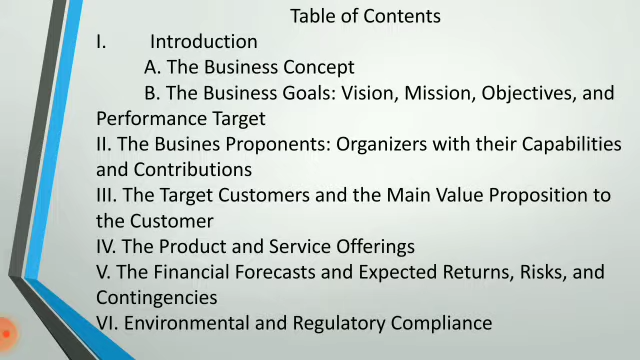 Table of Contents
I. Introduction
A. The Business Concept
B. The Business Goals: Vision, Mission, Objectives, and
Performance Target
II. The Busines Proponents: Organizers with their Capabilities
and Contributions
III. The Target Customers and the Main Value Proposition to
the Customer
IV. The Product and Service Offerings
V. The Financial Forecasts and Expected Returns, Risks, and
Contingencies
VI. Environmental and Regulatory Compliance